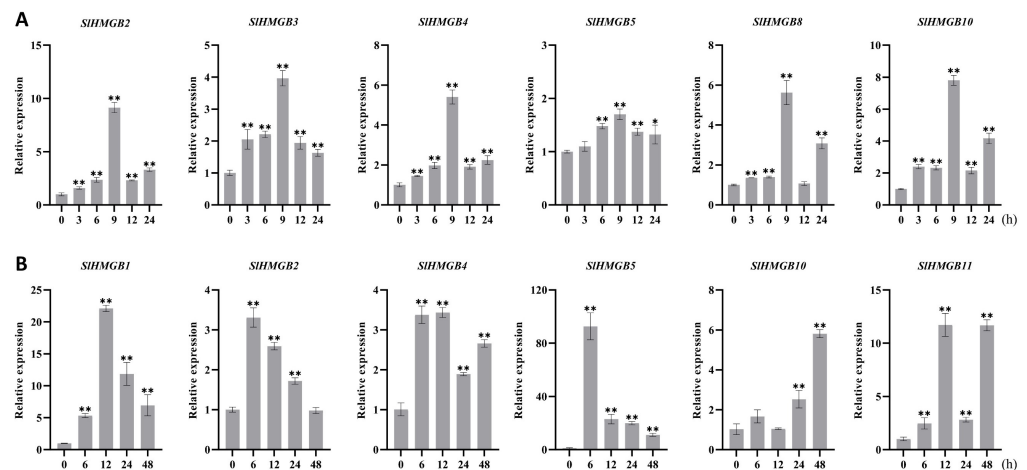 A
SlHMGB2 SlHMGB3 SlHMGB4 SlHMGB5 SlHMGB8 SlHMGB10
Relative expression
15
10
5
0
** ** ** ** **
0 3 6 9 12 24
Relative expression
5
4
3
2
1
0
** ** ** ** **
0 3 6 9 12 24
Relative expression
8
6
4
2
0
** ** ** ** **
0 3 6 9 12 24
Relative expression
3
2
1
0
** ** ** *
0 3 6 9 12 24
Relative expression
8
6
4
2
0
** ** ** **
0 3 6 9 12 24
Relative expression
10
8
6
4
2
0
** ** ** ** **
0 3 6 9 12 24 (h)
B
SlHMGB1 SlHMGB2 SlHMGB4 SlHMGB5 SlHMGB10 SlHMGB11
Relative expression
25
20
15
10
5
0
** ** ** **
0 6 12 24 48
Relative expression
4
3
2
1
0
** ** **
0 6 12 24 48
Relative expression
4
3
2
1
0
** ** ** **
0 6 12 24 48
Relative expression
120
80
40
0
** ** ** **
0 6 12 24 48
Relative expression
8
6
4
2
0
** **
0 6 12 24 48
Relative expression
15
12
9
6
3
0
** ** ** **
0 6 12 24 48 (h)